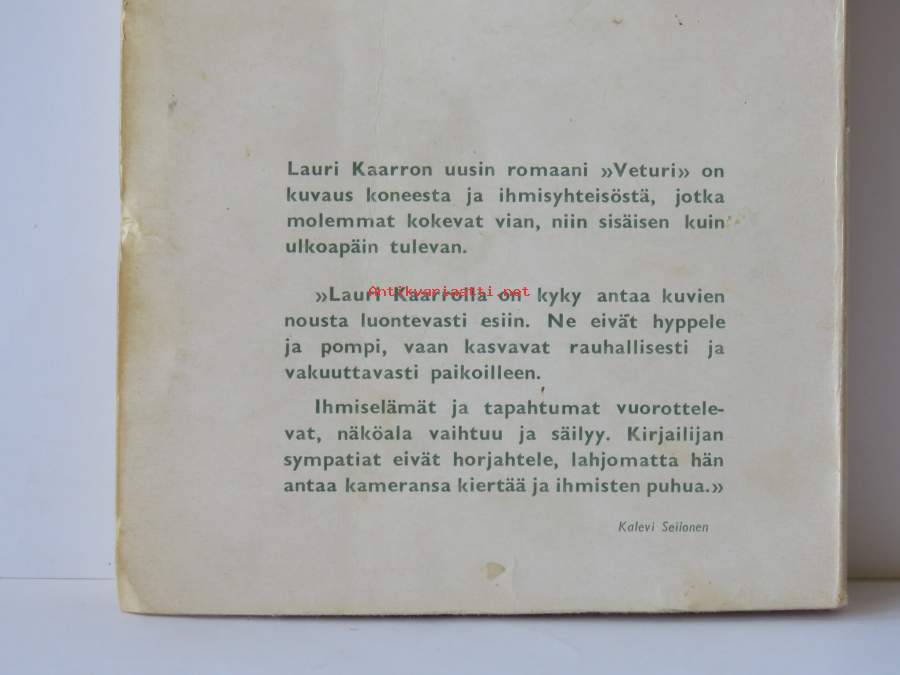 Lauri Kaarron uusin romaani »Veturi» on
kuvaus koneesta ja ihmisyhteisöstä, jotka
molemmat kokevat vian, niin sisäisen kuin
ulkoapäin tulevan.
»Lauri Kaarrolla on kyky antaa kuvien
Antikvariaatti.net
nousta luontevasti esiin. Ne eivät hyppele
ja pompi, vaan kasvavat rauhallisesti ja
vakuuttavasti paikoilleen.
Ihmiselämät ja tapahtumat vuorottele-
vat, näköala vaihtuu ja säilyy. Kirjailijan
sympatiat eivät horjahtele, lahjomatta hän
antaa kameransa kiertää ja ihmisten puhua.»
Kalevi Seilonen